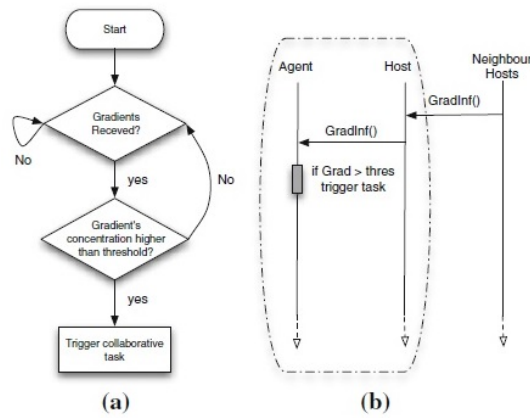 Start
Gradients
Receved?
No
yes
No
Gradient's
concentration higher
than threshold?
yes
Trigger collaborative
task
(a)
Agent
Host
Neighbour
Hosts
GradInf()
GradInf()
if Grad > thres
trigger task
(b)